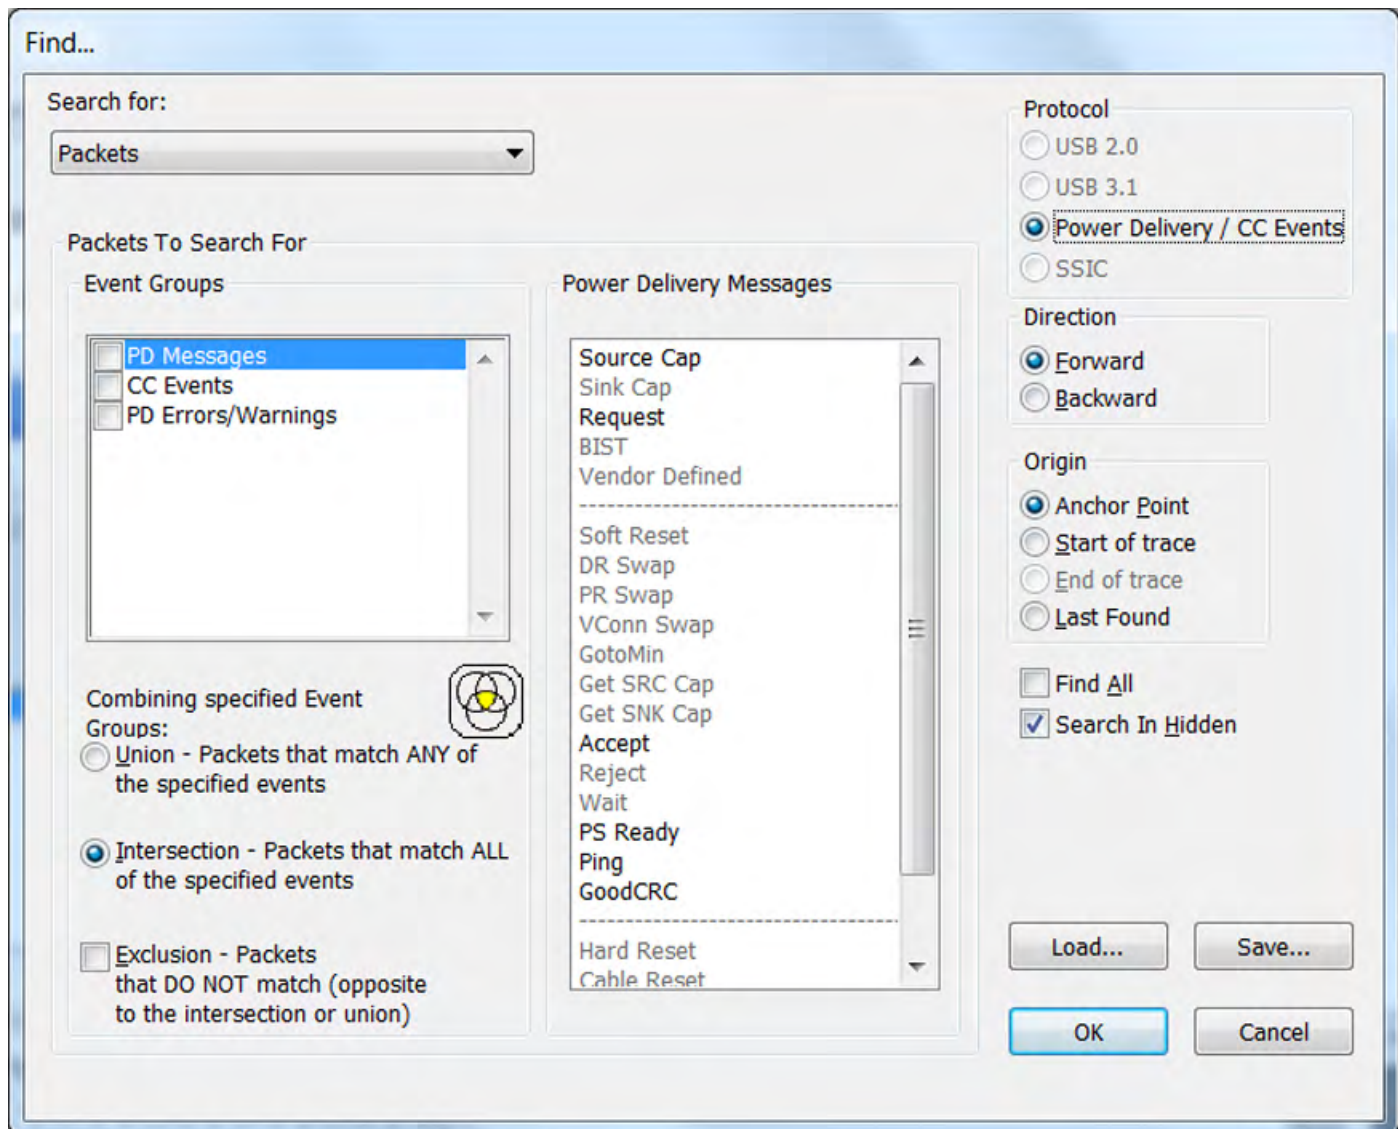 Find...
Search for:
Packets
Packets To Search For
Event Groups
PD Messages
CC Events
PD Errors/Warnings
Combining specified Event
Groups:
Union - Packets that match ANY of
the specified events
Intersection - Packets that match ALL
of the specified events
Exclusion - Packets
that DO NOT match (opposite
to the intersection or union)
Power Delivery Messages
Source Cap
Sink Cap
Request
BIST
Vendor Defined
Soft Reset
DR Swap
PR Swap
VConn Swap
GotoMin
Get SRC Cap
Get SNK Cap
Accept
Reject
Wait
PS Ready
Ping
GoodCRC
Hard Reset
Cable Reset
Protocol
USB 2.0
USB 3.1
Power Delivery / CC Events
SSIC
Direction
Forward
Backward
Origin
Anchor Point
Start of trace
End of trace
Last Found
Find All
Search In Hidden
Load...
Save...
OK
Cancel